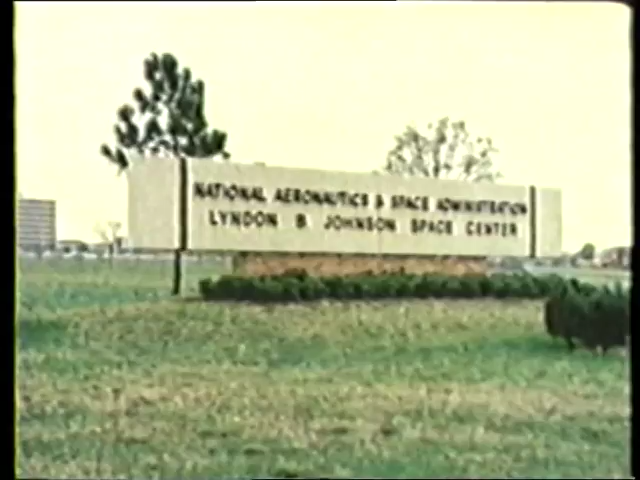 NATIONAL AERONAUTICS & SPACE ADMINISTRATION
LYNDON B JOHNSON SPACE CENTER